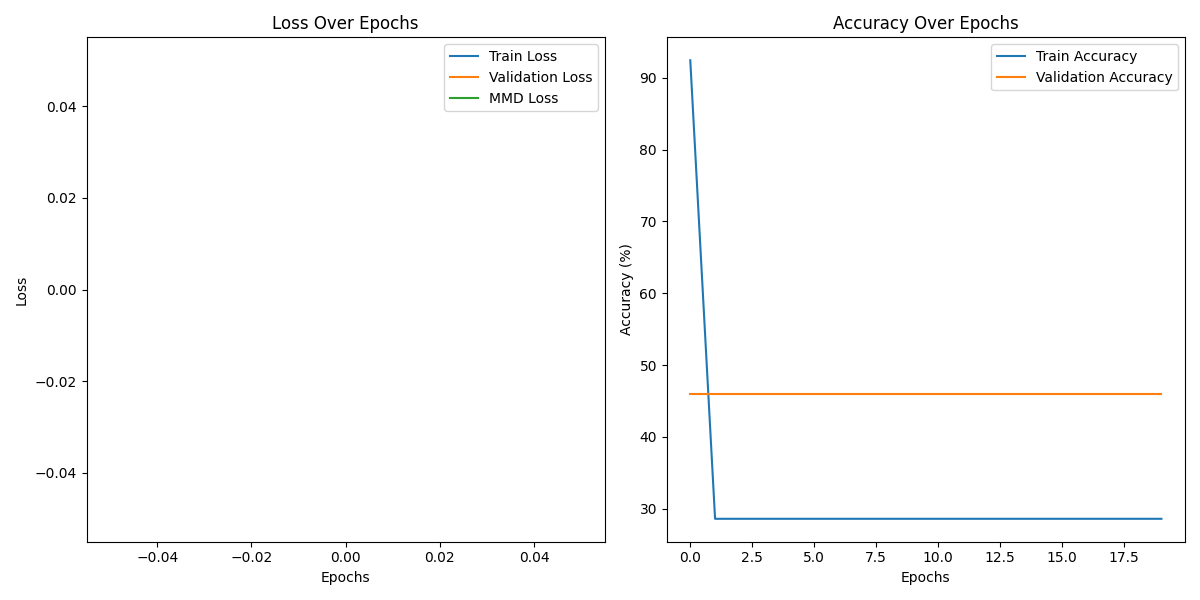 Loss Over Epochs
Train Loss
Validation Loss
MMD Loss
0.04
0.02
0.00
−0.02
−0.04
Loss
−0.04
−0.02
0.00
0.02
0.04
Epochs
Accuracy Over Epochs
Train Accuracy
Validation Accuracy
90
80
70
60
50
40
30
Accuracy (%)
0.0
2.5
5.0
7.5
10.0
12.5
15.0
17.5
Epochs